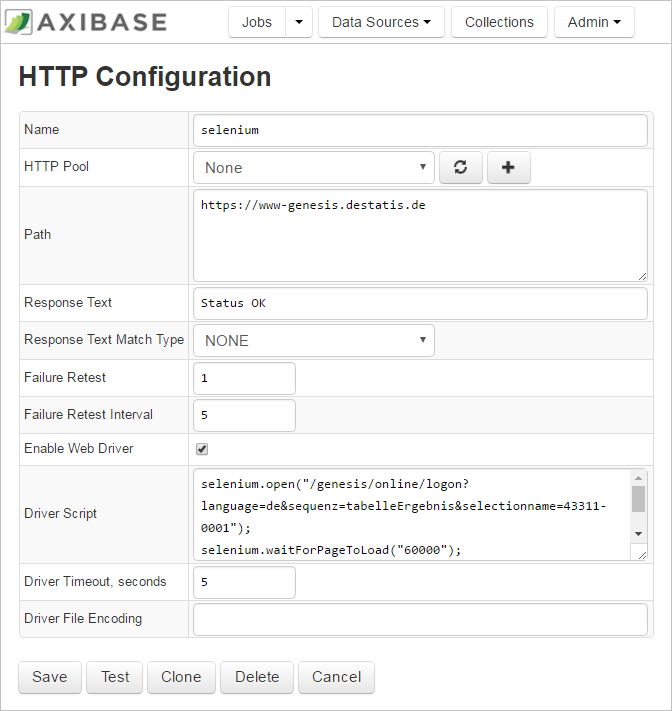 AXIBASE Jobs Data Sources Collections Admin
HTTP Configuration
Name selenium
HTTP Pool None
Path https://www-genesis.destatis.de
Response Text Status OK
Response Text Match Type NONE
Failure Retest 1
Failure Retest Interval 5
Enable Web Driver
Driver Script
selenium.open("/genesis/online/logon?
language=de&sequenz=tabelleErgebnis&selectionname=43311-
0001");
selenium.waitForPageToLoad("60000");
Driver Timeout, seconds 5
Driver File Encoding
Save Test Clone Delete Cancel